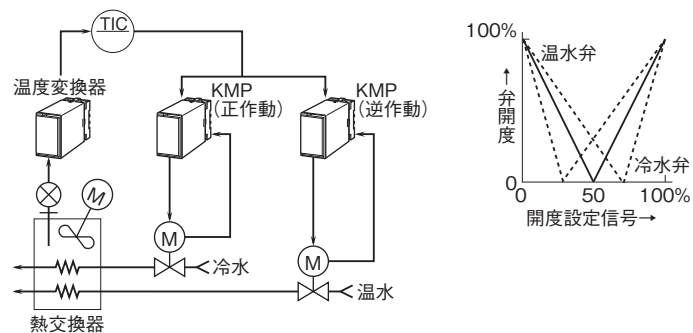 TIC
温度変換器
KMP
(正作動)
KMP
(逆作動)
M
M
M
冷水
温水
熱交換器
100%
温水弁
↑弁開度
冷水弁
0
0
50
100%
開度設定信号→